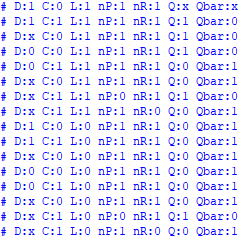 # D:1 C:0 L:1 nP:1 nR:1 Q:x Qbar:x
# D:1 C:1 L:1 nP:1 nR:1 Q:1 Qbar:0
# D:x C:0 L:1 nP:1 nR:1 Q:1 Qbar:0
# D:0 C:0 L:1 nP:1 nR:1 Q:1 Qbar:0
# D:0 C:1 L:1 nP:1 nR:1 Q:0 Qbar:1
# D:x C:1 L:1 nP:1 nR:1 Q:0 Qbar:1
# D:x C:1 L:1 nP:0 nR:1 Q:1 Qbar:0
# D:x C:1 L:1 nP:1 nR:0 Q:0 Qbar:1
# D:1 C:0 L:0 nP:1 nR:1 Q:0 Qbar:1
# D:1 C:1 L:0 nP:1 nR:1 Q:0 Qbar:1
# D:x C:0 L:0 nP:1 nR:1 Q:0 Qbar:1
# D:0 C:0 L:0 nP:1 nR:1 Q:0 Qbar:1
# D:0 C:1 L:0 nP:1 nR:1 Q:0 Qbar:1
# D:x C:1 L:0 nP:1 nR:1 Q:0 Qbar:1
# D:x C:1 L:0 nP:0 nR:1 Q:1 Qbar:0
# D:x C:1 L:0 nP:1 nR:0 Q:0 Qbar:1